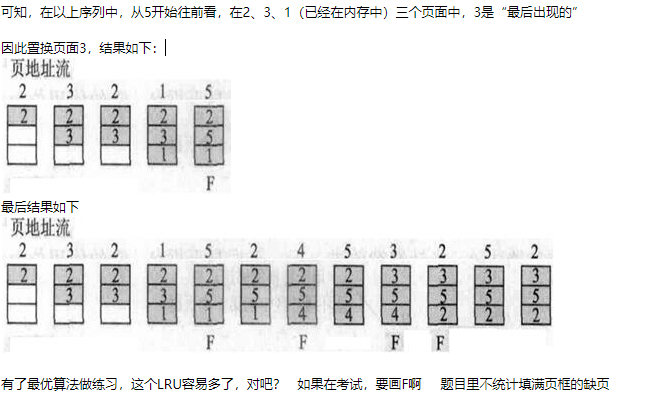 可知，在以上序列中，从5开始往前看，在2、3、1（已经在内存中）三个页面中，3是“最后出现的”
因此置换页面3，结果如下：
页地址流
2 3 2 1 5
2 2 2 2 2
3 3 3 5
1 1
F
最后结果如下
页地址流
2 3 2 1 5 2 4 5 3 2 5 2
2 2 2 2 2 2 2 2 3 3 3 3
3 3 3 5 5 5 5 5 5 5 5
1 1 1 4 4 4 2 2 2
F F F F
有了最优算法做练习，这个LRU容易多了，对吧？ 如果在考试，要画F啊 题目里不统计填满页框的缺页